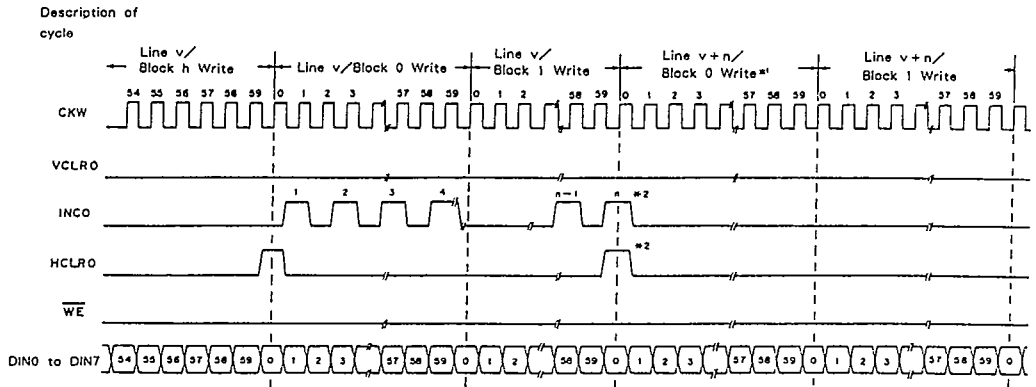 Description of
cycle
Line v/
Block h Write
Line v/Block 0 Write
Line v/
Block 1 Write
Line v+n/
Block 0 Write*1
Line v+n/
Block 1 Write
54 55 56 57 58 59 0 1 2 3 57 58 59 0 1 2 58 59 0 1 2 3 57 58 59 0 1 2 3 57 58 59 0
CKW
VCLR0
INC0 1 2 3 4 n-1 n *2
HCLR0 *2
WE
DIN0 to DIN7 54 55 56 57 58 59 0 1 2 3 57 58 59 0 1 2 58 59 0 1 2 3 57 58 59 0 1 2 3 57 58 59 0